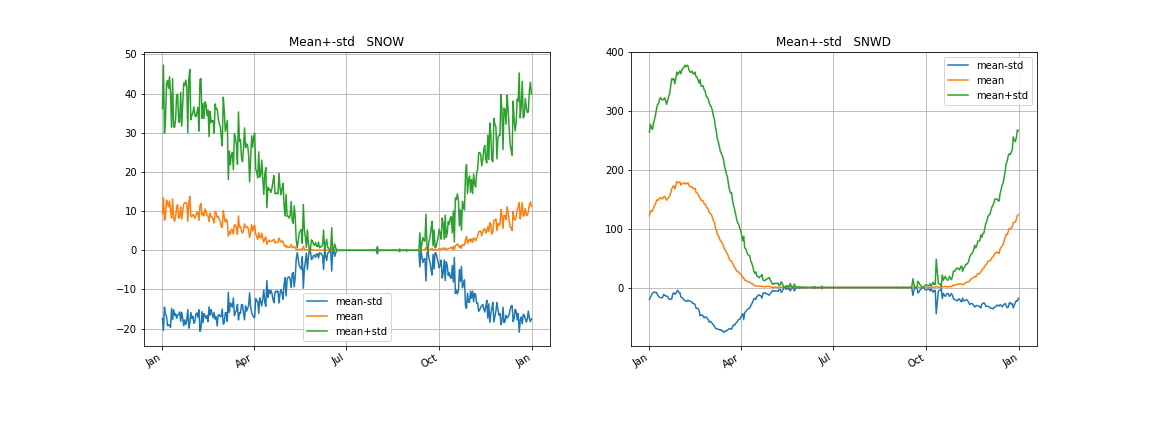 Mean+-std SNOW
50
40
30
20
10
0
−10
−20
Jan
Apr
Jul
Oct
Jan
mean-std
mean
mean+std
Mean+-std SNWD
400
300
200
100
0
Jan
Apr
Jul
Oct
Jan
mean-std
mean
mean+std